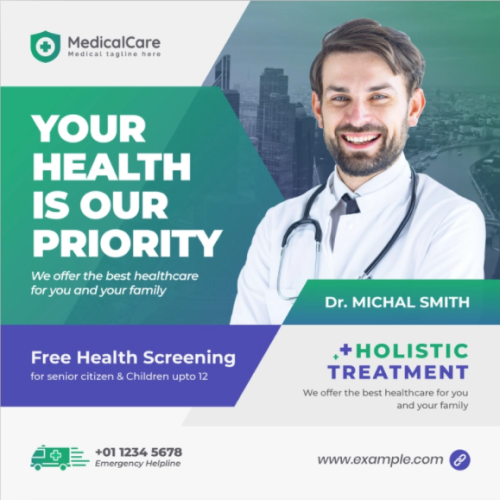 MedicalCare
Medical tagline here
YOUR
HEALTH
IS OUR
PRIORITY
We offer the best healthcare
for you and your family
Dr. MICHAL SMITH
Free Health Screening
for senior citizen & Children upto 12
HOLISTIC
TREATMENT
We offer the best healthcare for you
and your family
+01 1234 5678
Emergency Helpline
www.example.com